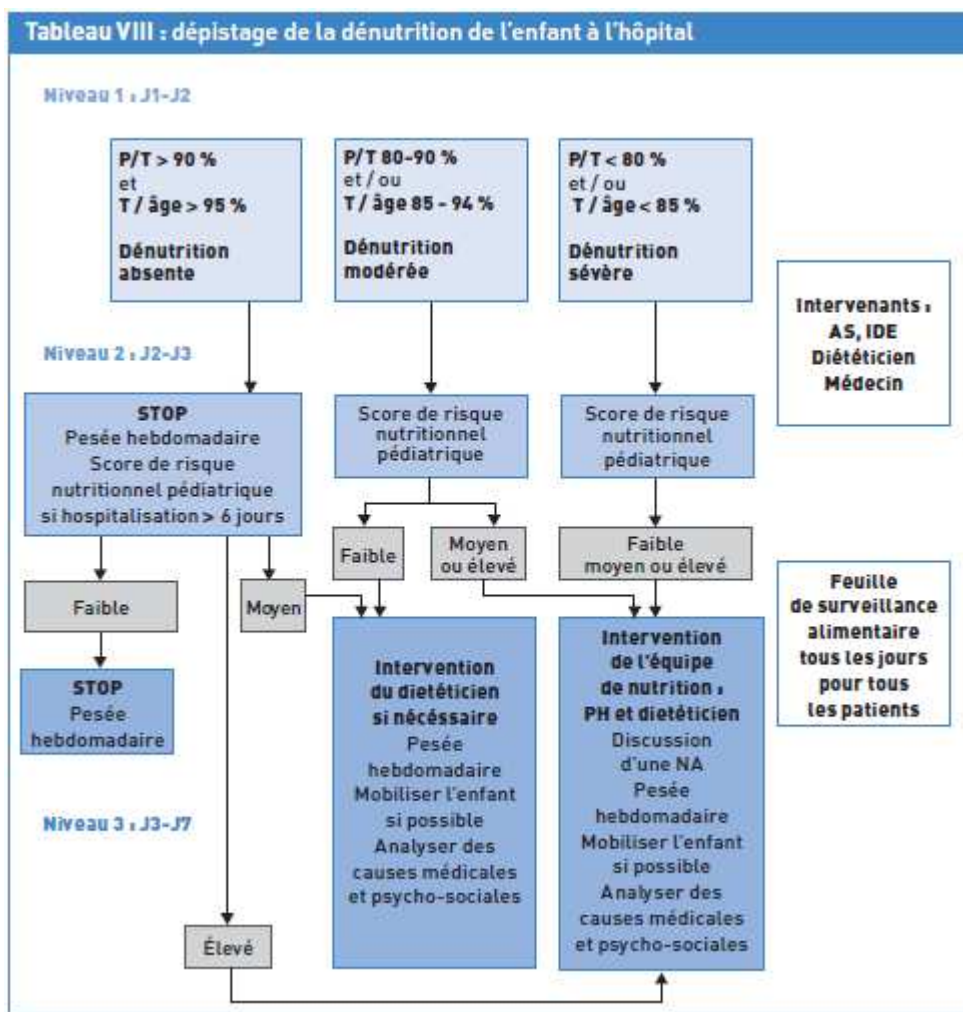 Tableau VIII : dépistage de la dénutrition de l'enfant à l'hôpital
Niveau 1 : J1-J2
P/T > 90 %
et
T / âge > 95 %
Dénutrition
absente
P/T 80-90 %
et / ou
T / âge 85 - 94 %
Dénutrition
modérée
P/T < 80 %
et / ou
T / âge < 85 %
Dénutrition
sévère
Intervenants :
AS, IDE
Diététicien
Médecin
Niveau 2 : J2-J3
STOP
Pesée hebdomadaire
Score de risque
nutritionnel pédiatrique
si hospitalisation > 6 jours
Score de risque
nutritionnel
pédiatrique
Score de risque
nutritionnel
pédiatrique
Faible
Moyen
Faible
Moyen
ou élevé
Faible
moyen ou élevé
Feuille
de surveillance
alimentaire
tous les jours
pour tous
les patients
STOP
Pesée
hebdomadaire
Intervention
du dietéticien
si nécéssaire
Pesée
hebdomadaire
Mobiliser l'enfant
si possible
Analyser des
causes médicales
et psycho-sociales
Intervention
de l'équipe
de nutrition :
PH et dietéticien
Discussion
d'une NA
Pesée
hebdomadaire
Mobiliser l'enfant
si possible
Analyser des
causes médicales
et psycho-sociales
Niveau 3 : J3-J7
Élevé